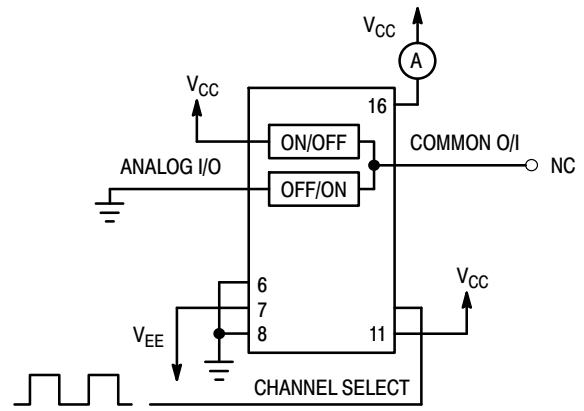 VCC
A
VCC
16
ON/OFF
COMMON O/I
ANALOG I/O
OFF/ON
NC
6
7
8
11
VCC
VEE
CHANNEL SELECT